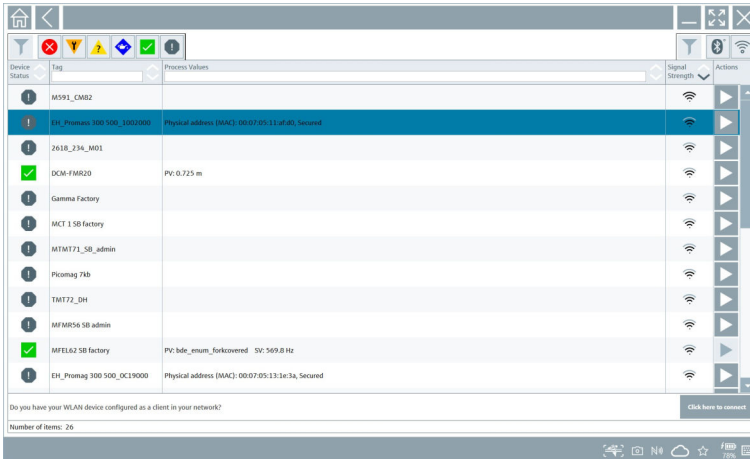 Device Status
Tag
Process Values
Signal Strength
Actions
M591_CM82
EH_Promass 300 500_1002000 Physical address (MAC): 00:07:05:11:af:d0, Secured
2618_234_M01
DCM-FMR20 PV: 0.725 m
Gamma Factory
MCT 1 SB factory
MTMT71_SB_admin
Picomag 7kb
TMT72_DH
MFMR56 SB admin
MFEL62 SB factory PV: bde_enum_forkcovered SV: 569.8 Hz
EH_Promag 300 500_0C19000 Physical address (MAC): 00:07:05:13:1e:3a, Secured
Do you have your WLAN device configured as a client in your network? Click here to connect
Number of items: 26
78%